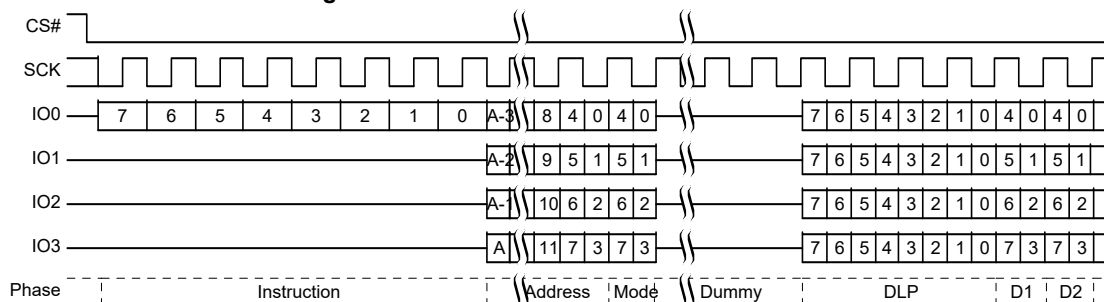 CS#
SCK
IO0 7 6 5 4 3 2 1 0 A-3 8 4 0 4 0 7 6 5 4 3 2 1 0 4 0 4 0
IO1 A-2 9 5 1 5 1 7 6 5 4 3 2 1 0 5 1 5 1
IO2 A-1 10 6 2 6 2 7 6 5 4 3 2 1 0 6 2 6 2
IO3 A 11 7 3 7 3 7 6 5 4 3 2 1 0 7 3 7 3
Phase Instruction Address Mode Dummy DLP D1 D2